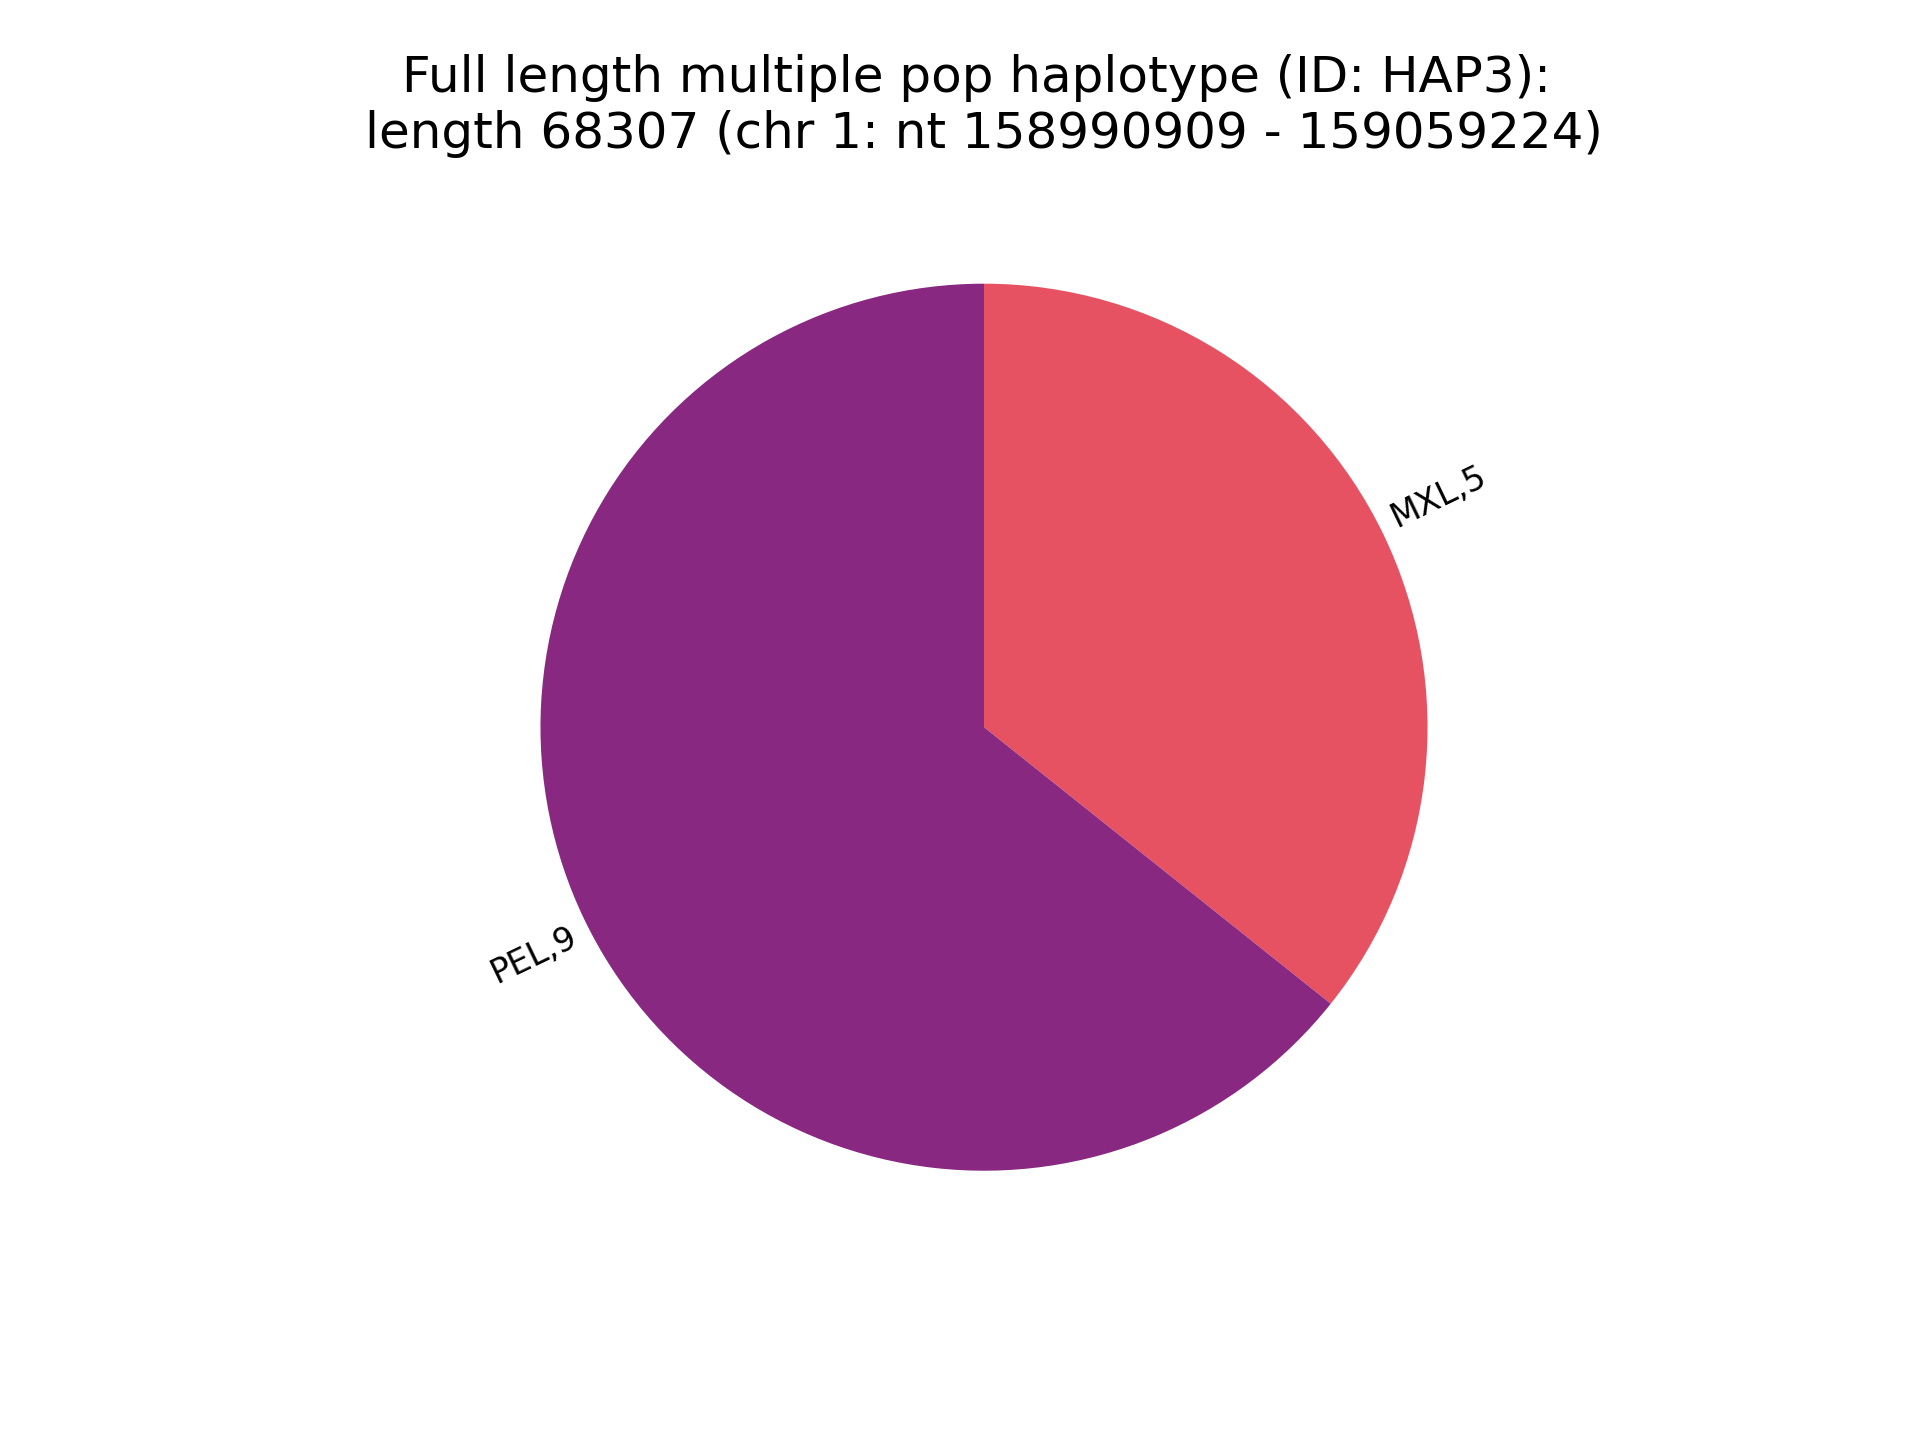 Full length multiple pop haplotype (ID: HAP3):
length 68307 (chr 1: nt 158990909 - 159059224)
MXL,5
PEL,9